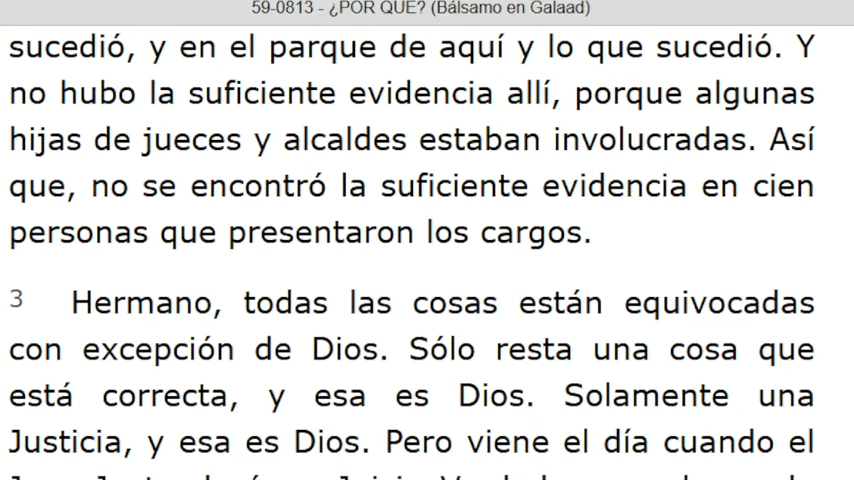 59-0813 - ¿POR QUE? (Bálsamo en Galaad)
sucedió, y en el parque de aquí y lo que sucedió. Y
no hubo la suficiente evidencia allí, porque algunas
hijas de jueces y alcaldes estaban involucradas. Así
que, no se encontró la suficiente evidencia en cien
personas que presentaron los cargos.
3 Hermano, todas las cosas están equivocadas
con excepción de Dios. Sólo resta una cosa que
está correcta, y esa es Dios. Solamente una
Justicia, y esa es Dios. Pero viene el día cuando el